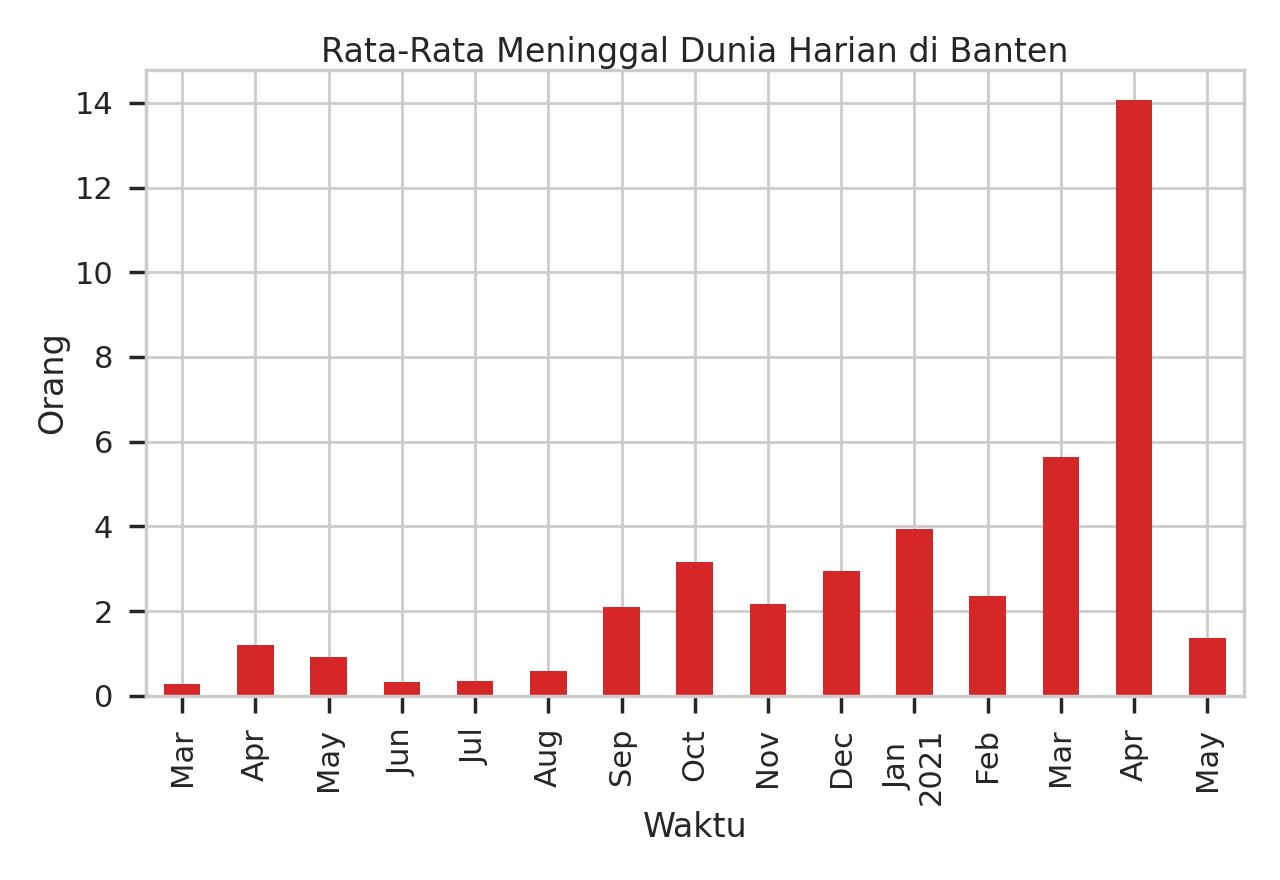 Rata-Rata Meninggal Dunia Harian di Banten
14
12
10
8
6
4
2
0
Orang
Mar
Apr
May
Jun
Jul
Aug
Sep
Oct
Nov
Dec
Jan
2021
Feb
Mar
Apr
May
Waktu